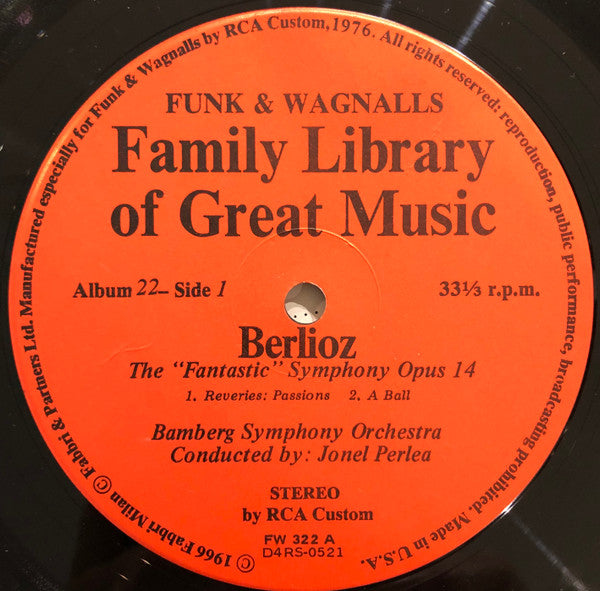 © 1966 Fabbri Milan © Fabbri & Partners Ltd. Manufactured especially for Funk & Wagnalls by RCA Custom, 1976. All rights reserved: reproduction, public performance, broadcasting prohibited. Made in U.S.A.
FUNK & WAGNALLS
Family Library
of Great Music
Album 22– Side 1 33⅓ r.p.m.
Berlioz
The "Fantastic" Symphony Opus 14
1. Reveries; Passions 2. A Ball
Bamberg Symphony Orchestra
Conducted by: Jonel Perlea
STEREO
by RCA Custom
FW 322 A
D4RS-0521